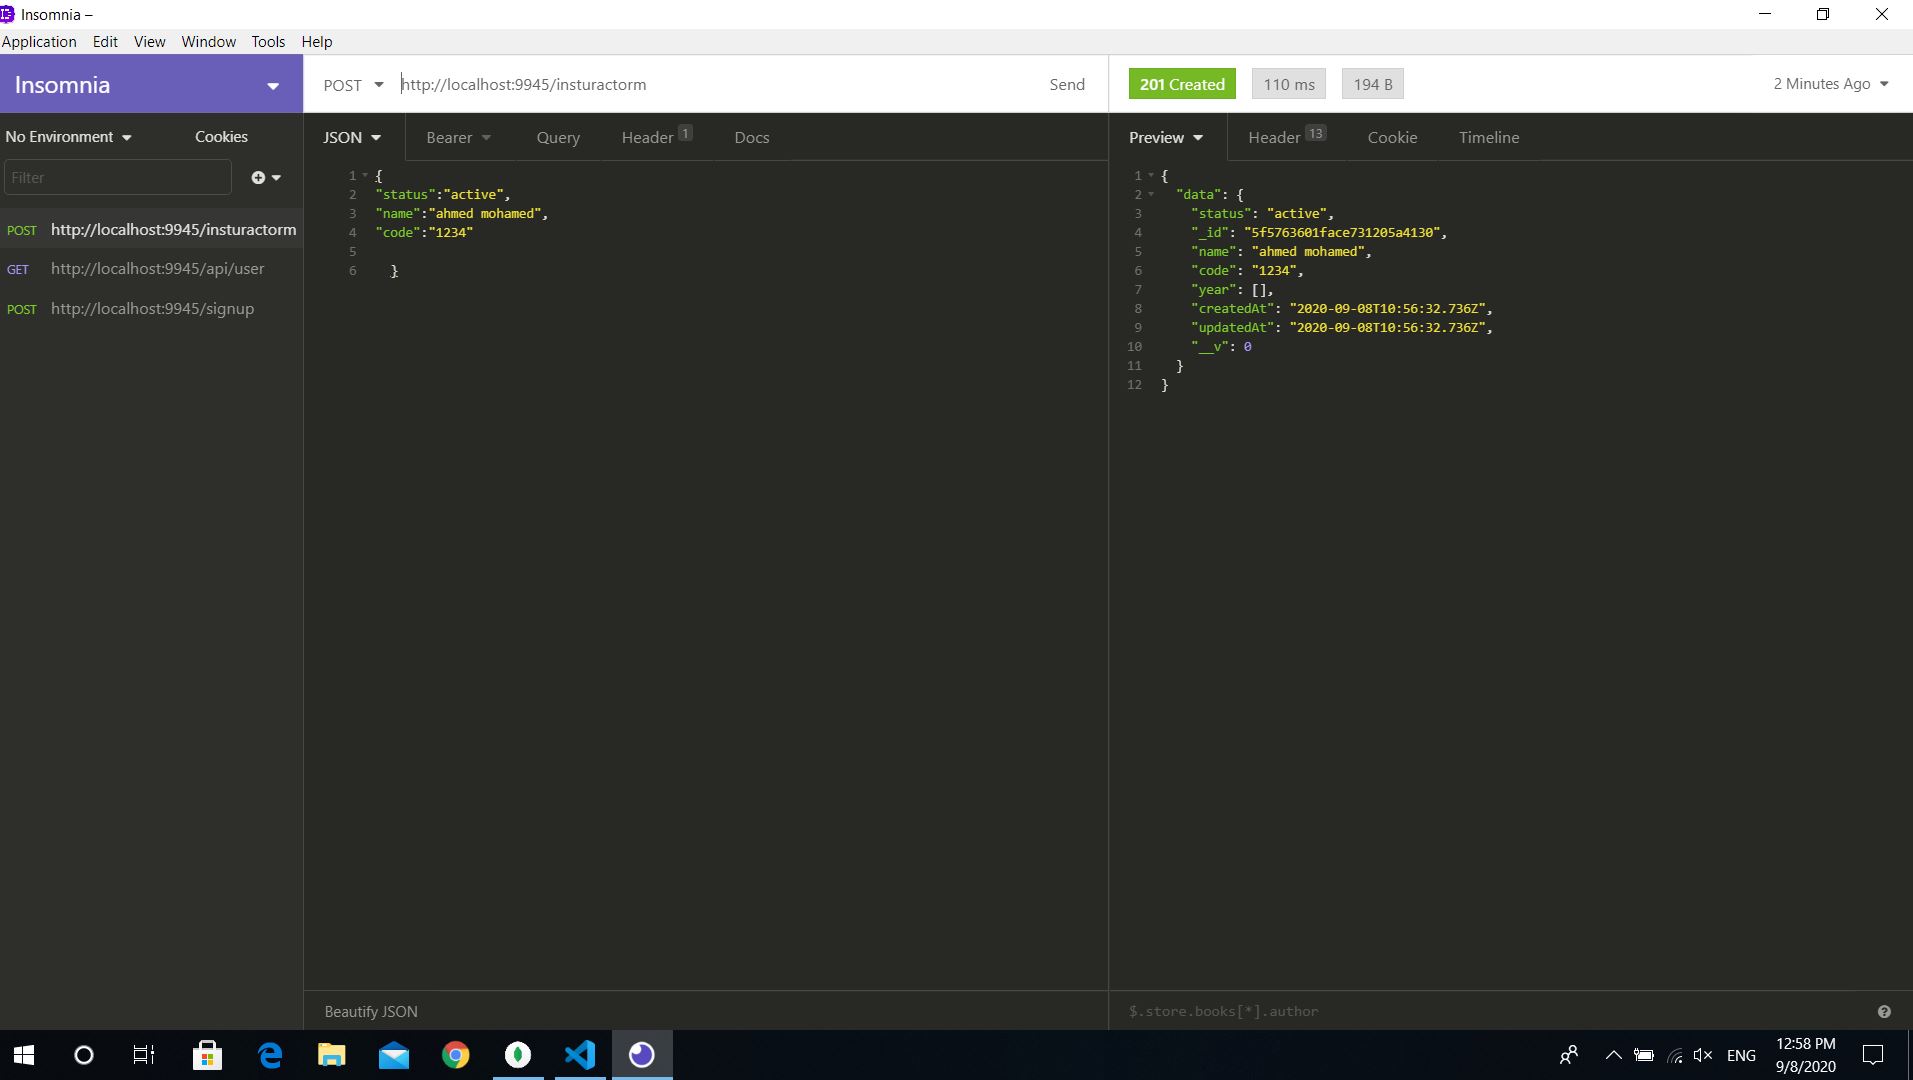 Insomnia –
Application Edit View Window Tools Help
Insomnia
POST http://localhost:9945/insturactorm Send
201 Created 110 ms 194 B 2 Minutes Ago
No Environment Cookies
JSON Bearer Query Header 1 Docs
Preview Header 13 Cookie Timeline
Filter
POST http://localhost:9945/insturactorm
GET http://localhost:9945/api/user
POST http://localhost:9945/signup
1 {
2 "status":"active",
3 "name":"ahmed mohamed",
4 "code":"1234"
5
6 }
1 {
2 "data": {
3 "status": "active",
4 "_id": "5f5763601face731205a4130",
5 "name": "ahmed mohamed",
6 "code": "1234",
7 "year": [],
8 "createdAt": "2020-09-08T10:56:32.736Z",
9 "updatedAt": "2020-09-08T10:56:32.736Z",
10 "__v": 0
11 }
12 }
Beautify JSON
$.store.books[*].author
ENG
12:58 PM
9/8/2020